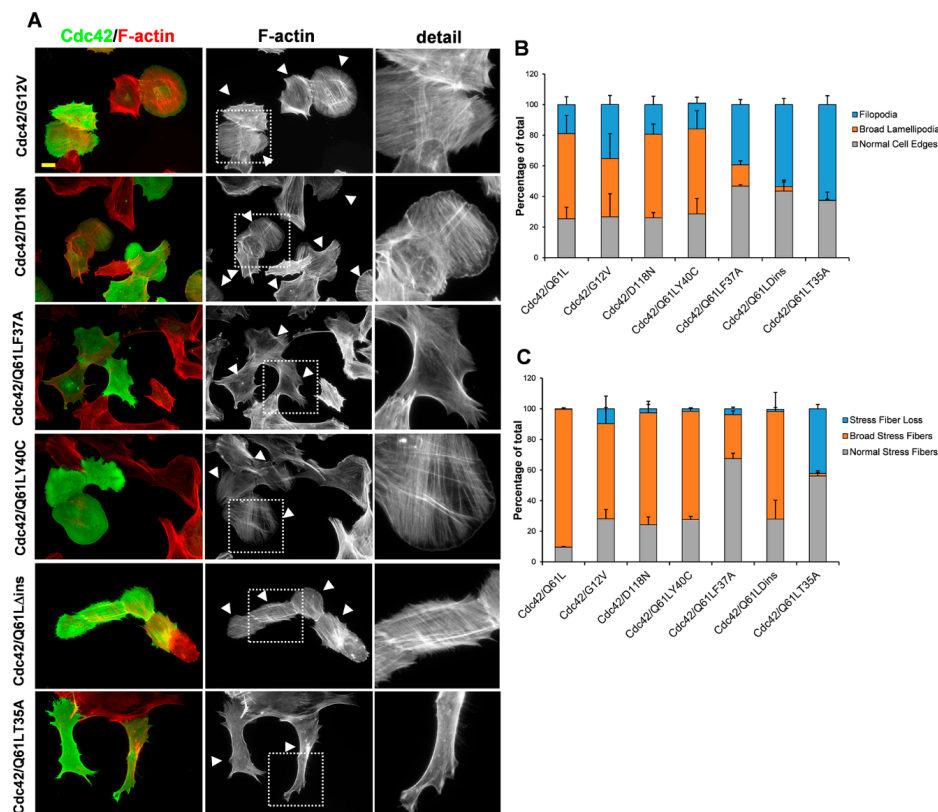 A
Cdc42/F-actin
F-actin
detail
Cdc42/G12V
Cdc42/D118N
Cdc42/Q61LF37A
Cdc42/Q61LY40C
Cdc42/Q61LΔins
Cdc42/Q61LT35A
B
Percentage of total
120
100
80
60
40
20
0
Cdc42/Q61L
Cdc42/G12V
Cdc42/D118N
Cdc42/Q61LY40C
Cdc42/Q61LF37A
Cdc42/Q61LDins
Cdc42/Q61LT35A
Filopodia
Broad Lamellipodia
Normal Cell Edges
C
Percentage of total
120
100
80
60
40
20
0
Cdc42/Q61L
Cdc42/G12V
Cdc42/D118N
Cdc42/Q61LY40C
Cdc42/Q61LF37A
Cdc42/Q61LDins
Cdc42/Q61LT35A
Stress Fiber Loss
Broad Stress Fibers
Normal Stress Fibers